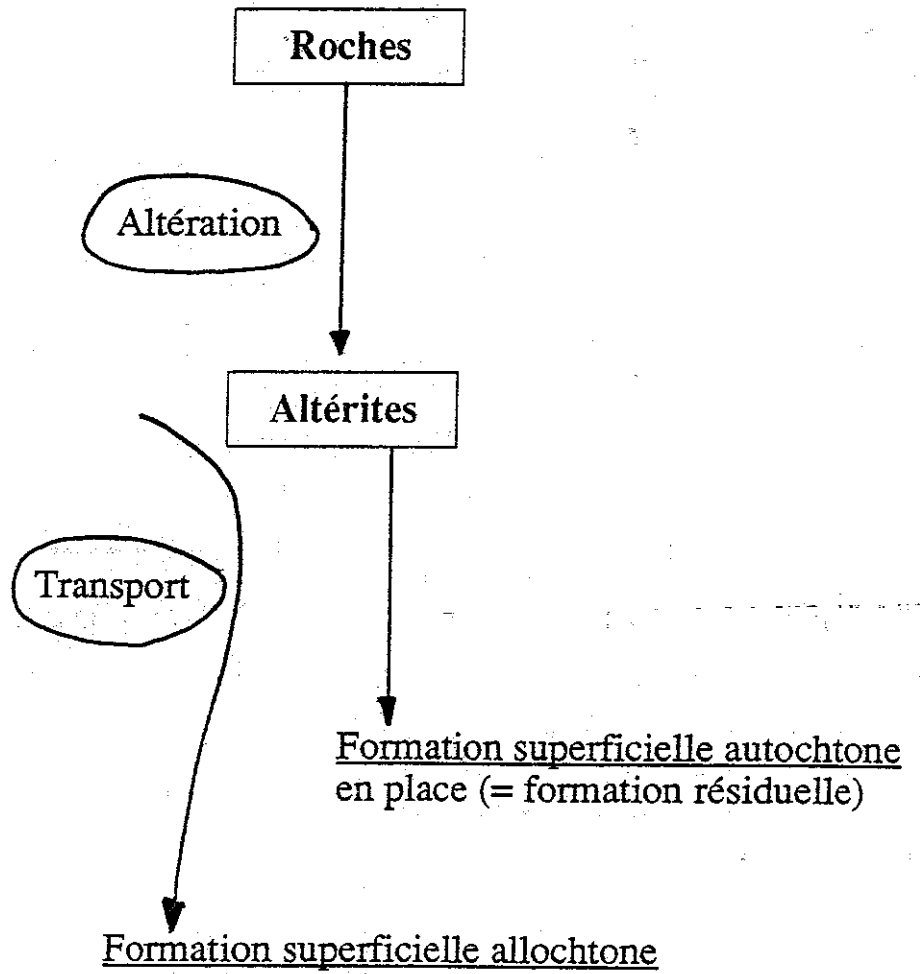 Roches
Altération
Altérites
Transport
Formation superficielle autochtone
en place (= formation résiduelle)
Formation superficielle allochtone